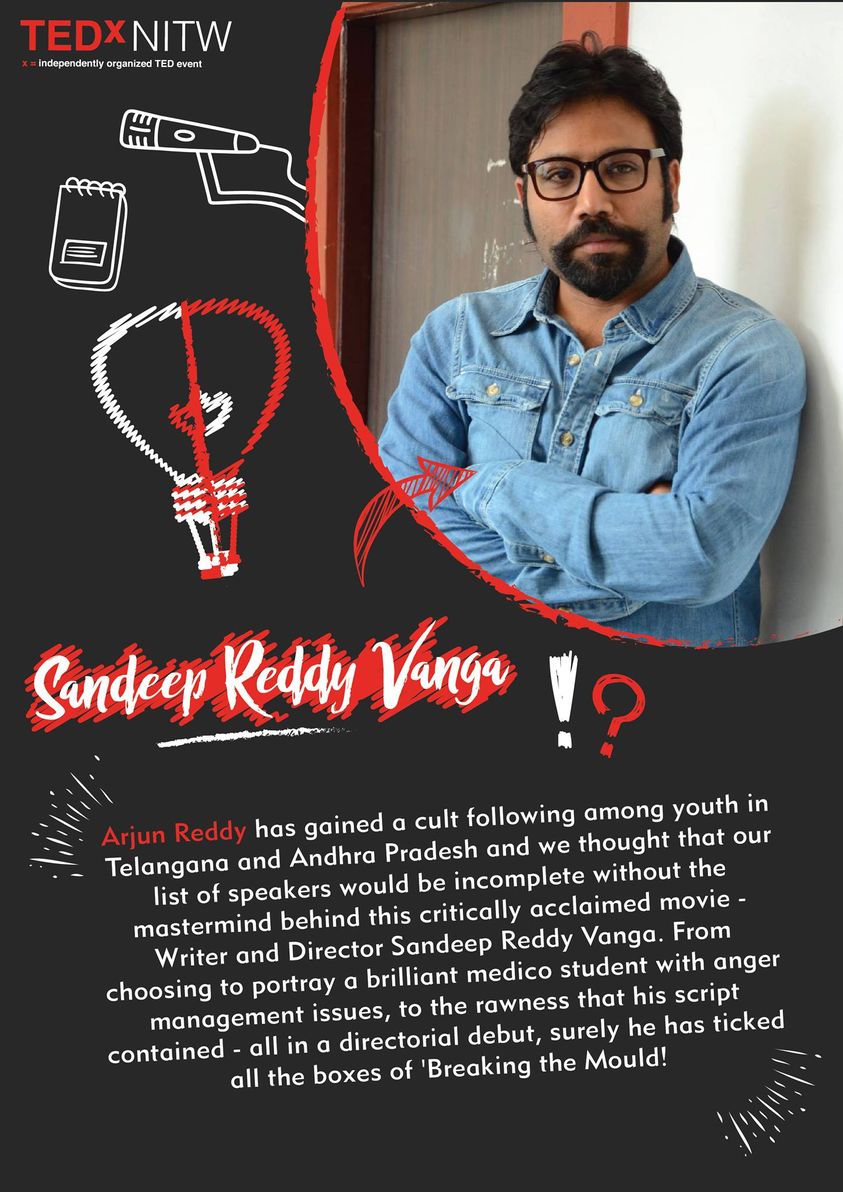 TEDxNITW
x = independently organized TED event
Sandeep Reddy Vanga
!?
Arjun Reddy has gained a cult following among youth in
Telangana and Andhra Pradesh and we thought that our
list of speakers would be incomplete without the
mastermind behind this critically acclaimed movie -
Writer and Director Sandeep Reddy Vanga. From
choosing to portray a brilliant medico student with anger
management issues, to the rawness that his script
contained - all in a directorial debut, surely he has ticked
all the boxes of 'Breaking the Mould!